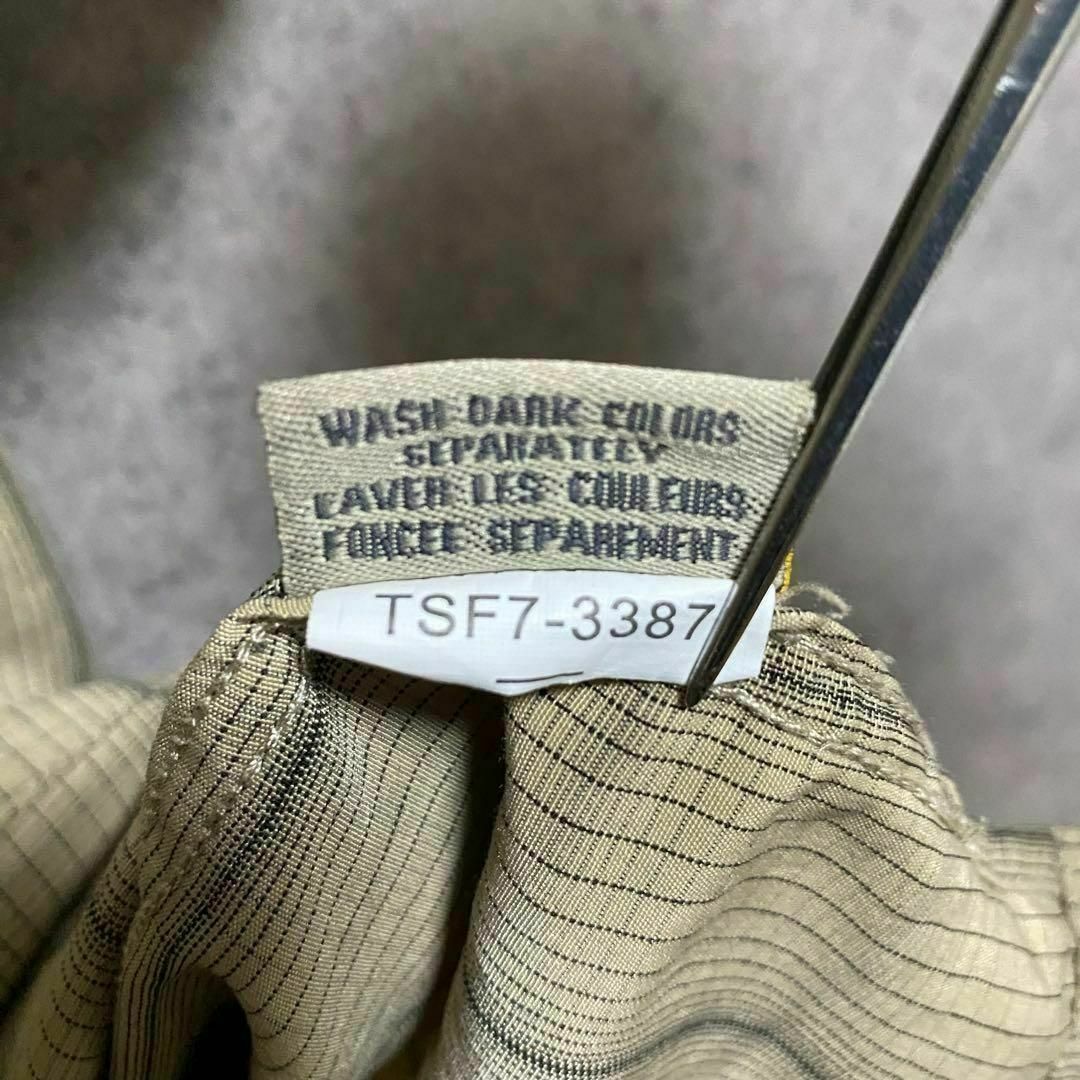 WASH DARK COLORS
SEPARATELY
LAVER LES COULEURS
FONCEE SEPAREMENT
TSF7-3387